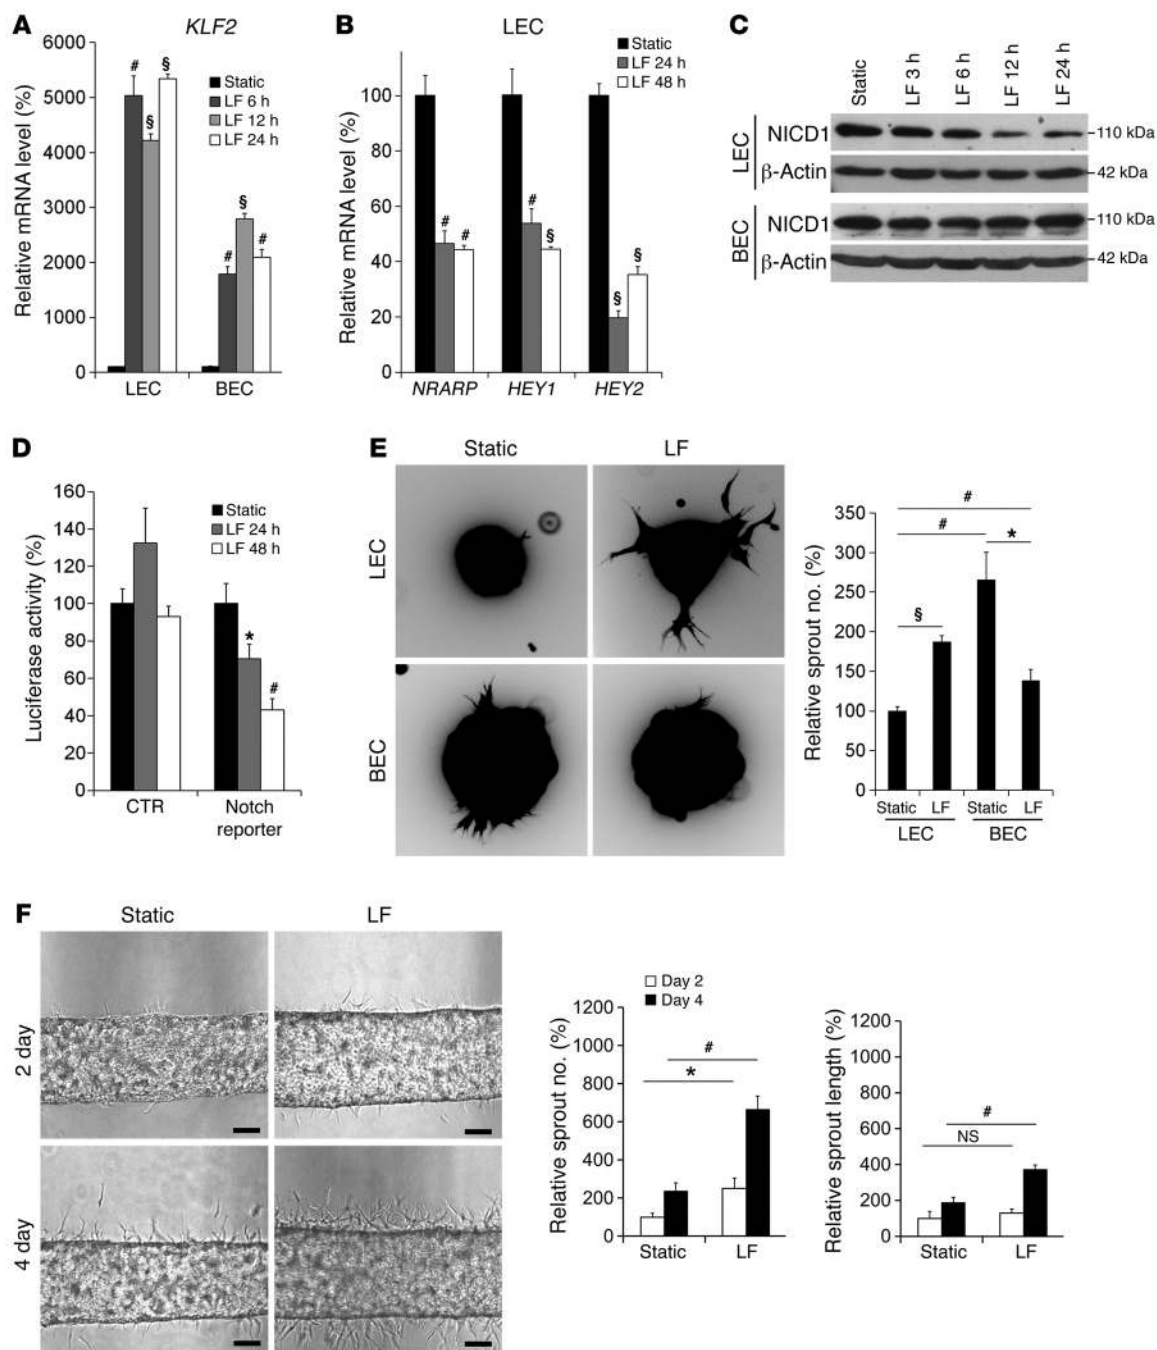 A
KLF2
Relative mRNA level (%)
6000
5000
4000
3000
2000
1000
0
Static
LF 6 h
LF 12 h
LF 24 h
#
§
§
#
§
#
LEC
BEC
B
LEC
Relative mRNA level (%)
100
80
60
40
20
0
Static
LF 24 h
LF 48 h
#
#
#
§
§
§
NRARP
HEY1
HEY2
C
Static
LF 3 h
LF 6 h
LF 12 h
LF 24 h
LEC
NICD1
110 kDa
β-Actin
42 kDa
BEC
NICD1
110 kDa
β-Actin
42 kDa
D
Luciferase activity (%)
160
140
120
100
80
60
40
20
0
Static
LF 24 h
LF 48 h
*
#
CTR
Notch
reporter
E
Static
LF
LEC
BEC
Relative sprout no. (%)
350
300
250
200
150
100
50
0
#
#
*
§
Static
LF
Static
LF
LEC
BEC
F
Static
LF
2 day
4 day
Relative sprout no. (%)
Day 2
Day 4
1200
1000
800
600
400
200
0
#
*
Static
LF
Relative sprout length (%)
1200
1000
800
600
400
200
0
#
NS
Static
LF